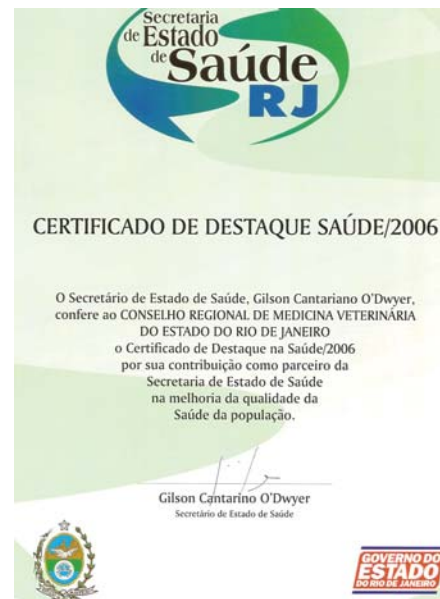 Secretaria
de Estado
de Saúde
RJ
CERTIFICADO DE DESTAQUE SAÚDE/2006
O Secretário de Estado de Saúde, Gilson Cantariano O'Dwyer,
confere ao CONSELHO REGIONAL DE MEDICINA VETERINÁRIA
DO ESTADO DO RIO DE JANEIRO
o Certificado de Destaque na Saúde/2006
por sua contribuição como parceiro da
Secretaria de Estado de Saúde
na melhoria da qualidade da
Saúde da população.
Gilson Cantarino O'Dwyer
Secretário de Estado de Saúde
GOVERNO DO
ESTADO
DO RIO DE JANEIRO